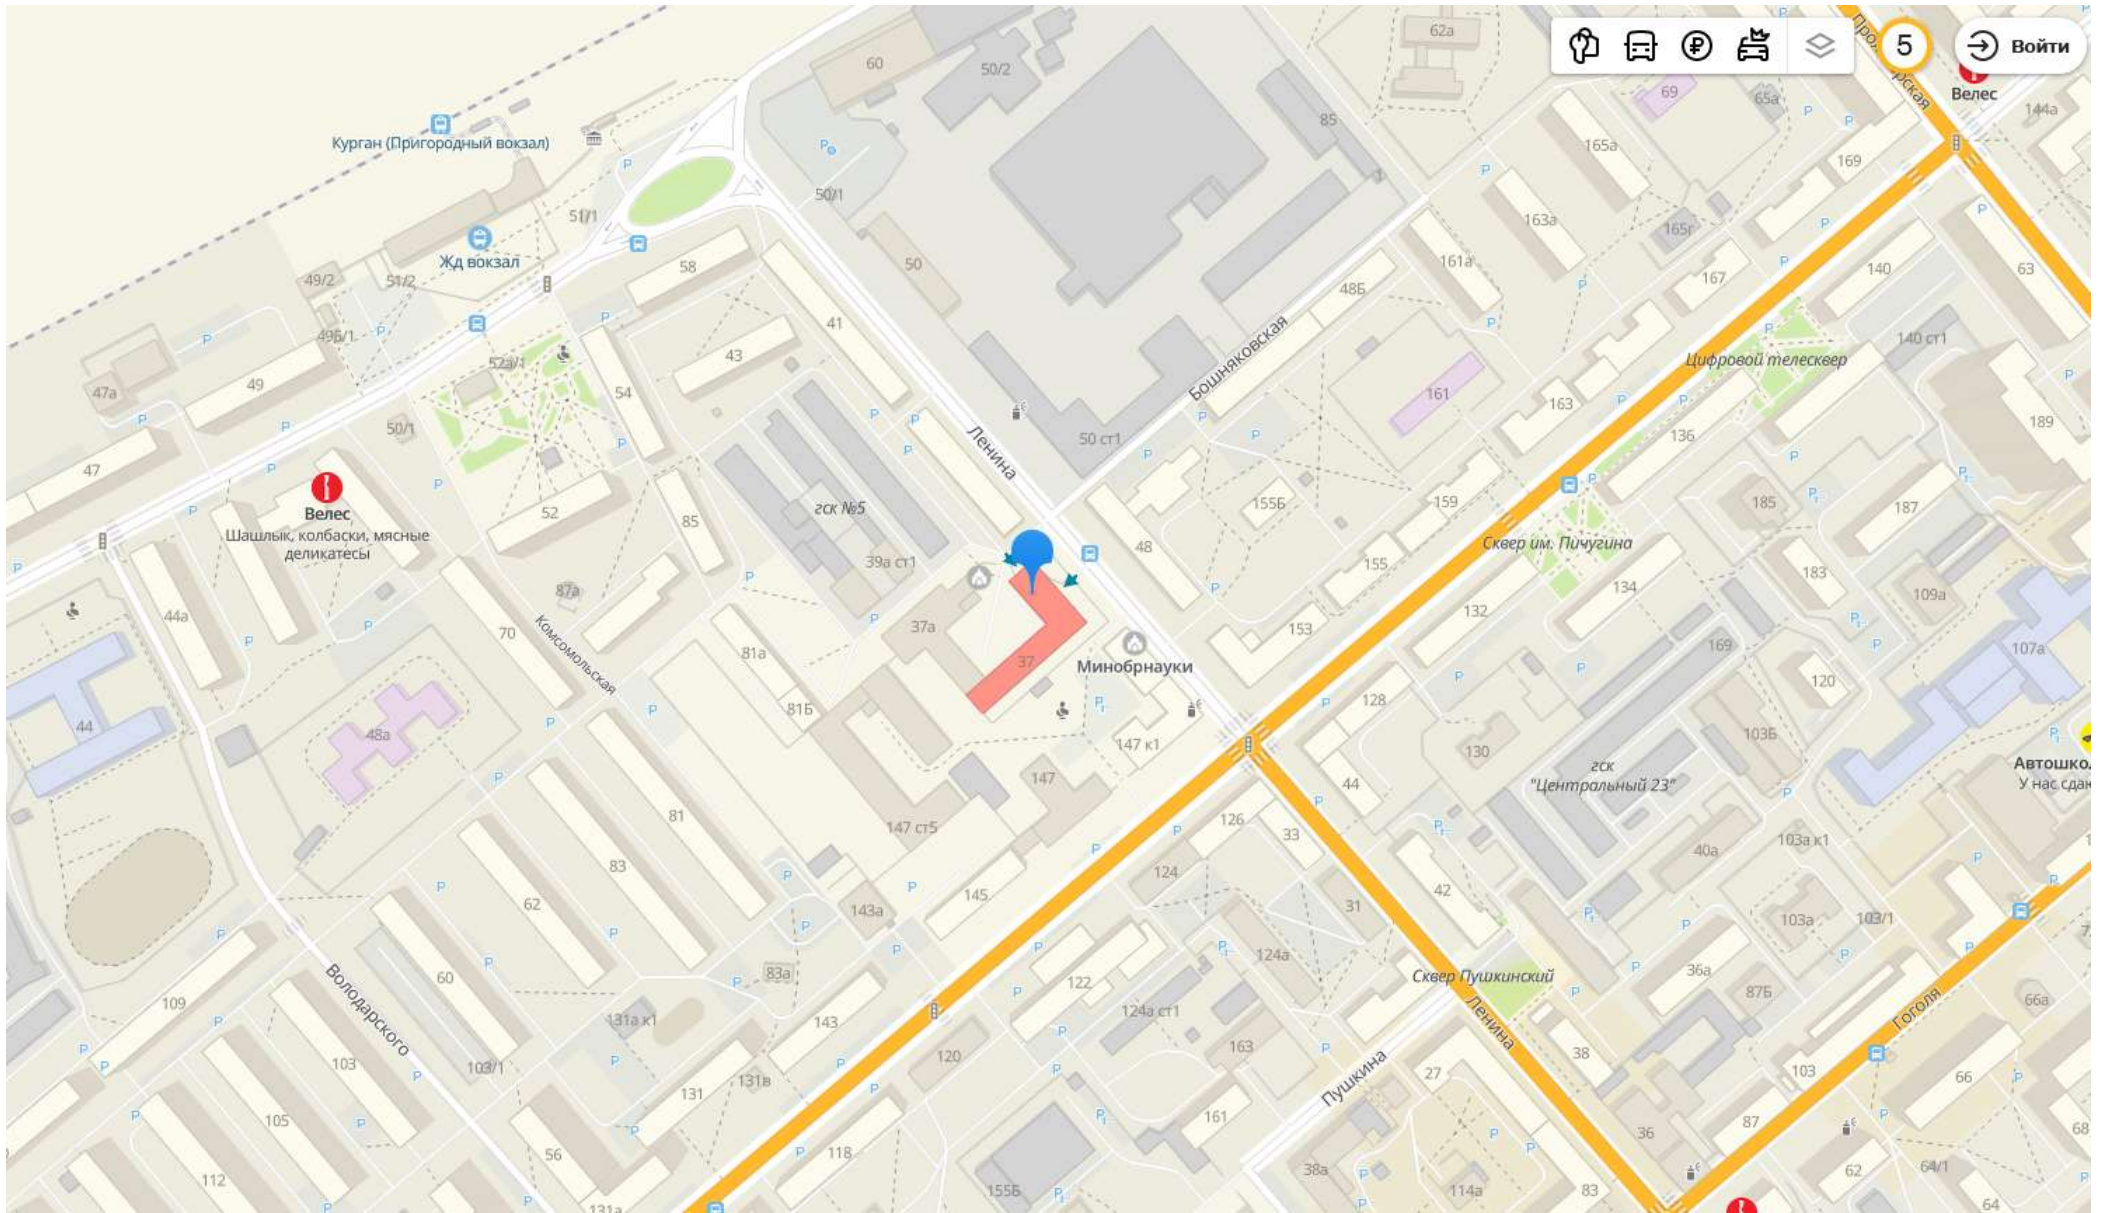 62а
5
Войти
Пролетарская
Велес
60
50/2
69
65а
144а
Курган (Пригородный вокзал)
85
165а
169
50/1
51/1
163а
165г
Жд вокзал
58
50
161а
167
140
63
49/2
51/2
48Б
49Б/1
41
Бошняковская
140 ст1
43
52а/1
Цифровой телесквер
47а
49
54
161
163
50/1
Ленина
50 ст1
136
189
47
Велес
Шашлык, колбаски, мясные
деликатесы
52
85
гск №5
155Б
159
185
187
48
Сквер им. Пичугина
39а ст1
155
183
44а
87а
134
109а
70
Комсомольская
37а
132
153
169
107а
81а
37
Минобрнауки
120
81Б
128
44
48а
147 к1
130
103Б
гск
"Центральный 23"
Автошко
У нас сдаю
147
44
81
147 ст5
126
33
103а к1
83
124
40а
62
145
143а
31
42
103а
103/1
124а
83а
Сквер Пушкинский
36а
60
122
87Б
109
Володарского
131а к1
143
124а ст1
Ленина
Гоголя
66а
120
163
38
103
103/1
131
131в
Пушкина
27
103
66
105
161
36
87
68
56
118
38а
62
64/1
112
155Б
114а
83
64
131а